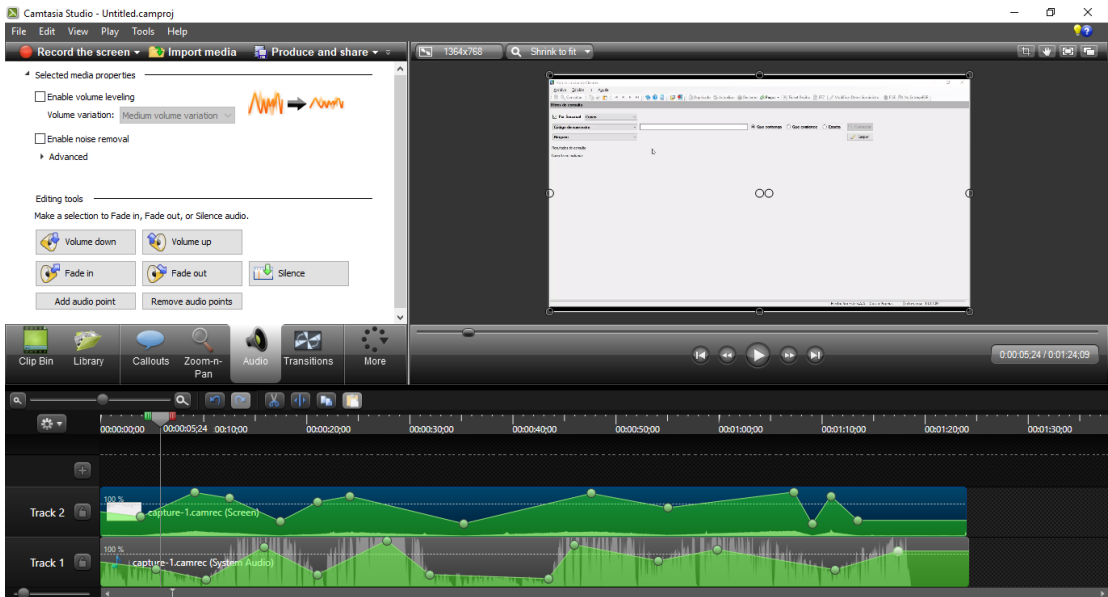 Camtasia Studio - Untitled.camproj
File Edit View Play Tools Help
Record the screen Import media Produce and share
1364x768 Shrink to fit
Selected media properties
Enable volume leveling
Volume variation: Medium volume variation
Enable noise removal
Advanced
Editing tools
Make a selection to Fade in, Fade out, or Silence audio.
Volume down Volume up
Fade in Fade out Silence
Add audio point Remove audio points
Clip Bin Library Callouts Zoom-n-Pan Audio Transitions More
0:00:05;24 / 0:01:24;09
00:00:00;00 00:00:05;24 00:10;00 00:00:20;00 00:00:30;00 00:00:40;00 00:00:50;00 00:01:00;00 00:01:10;00 00:01:20;00 00:01:30;00
100 %
Track 2 capture-1.camrec (Screen)
100 %
Track 1 capture-1.camrec (System Audio)